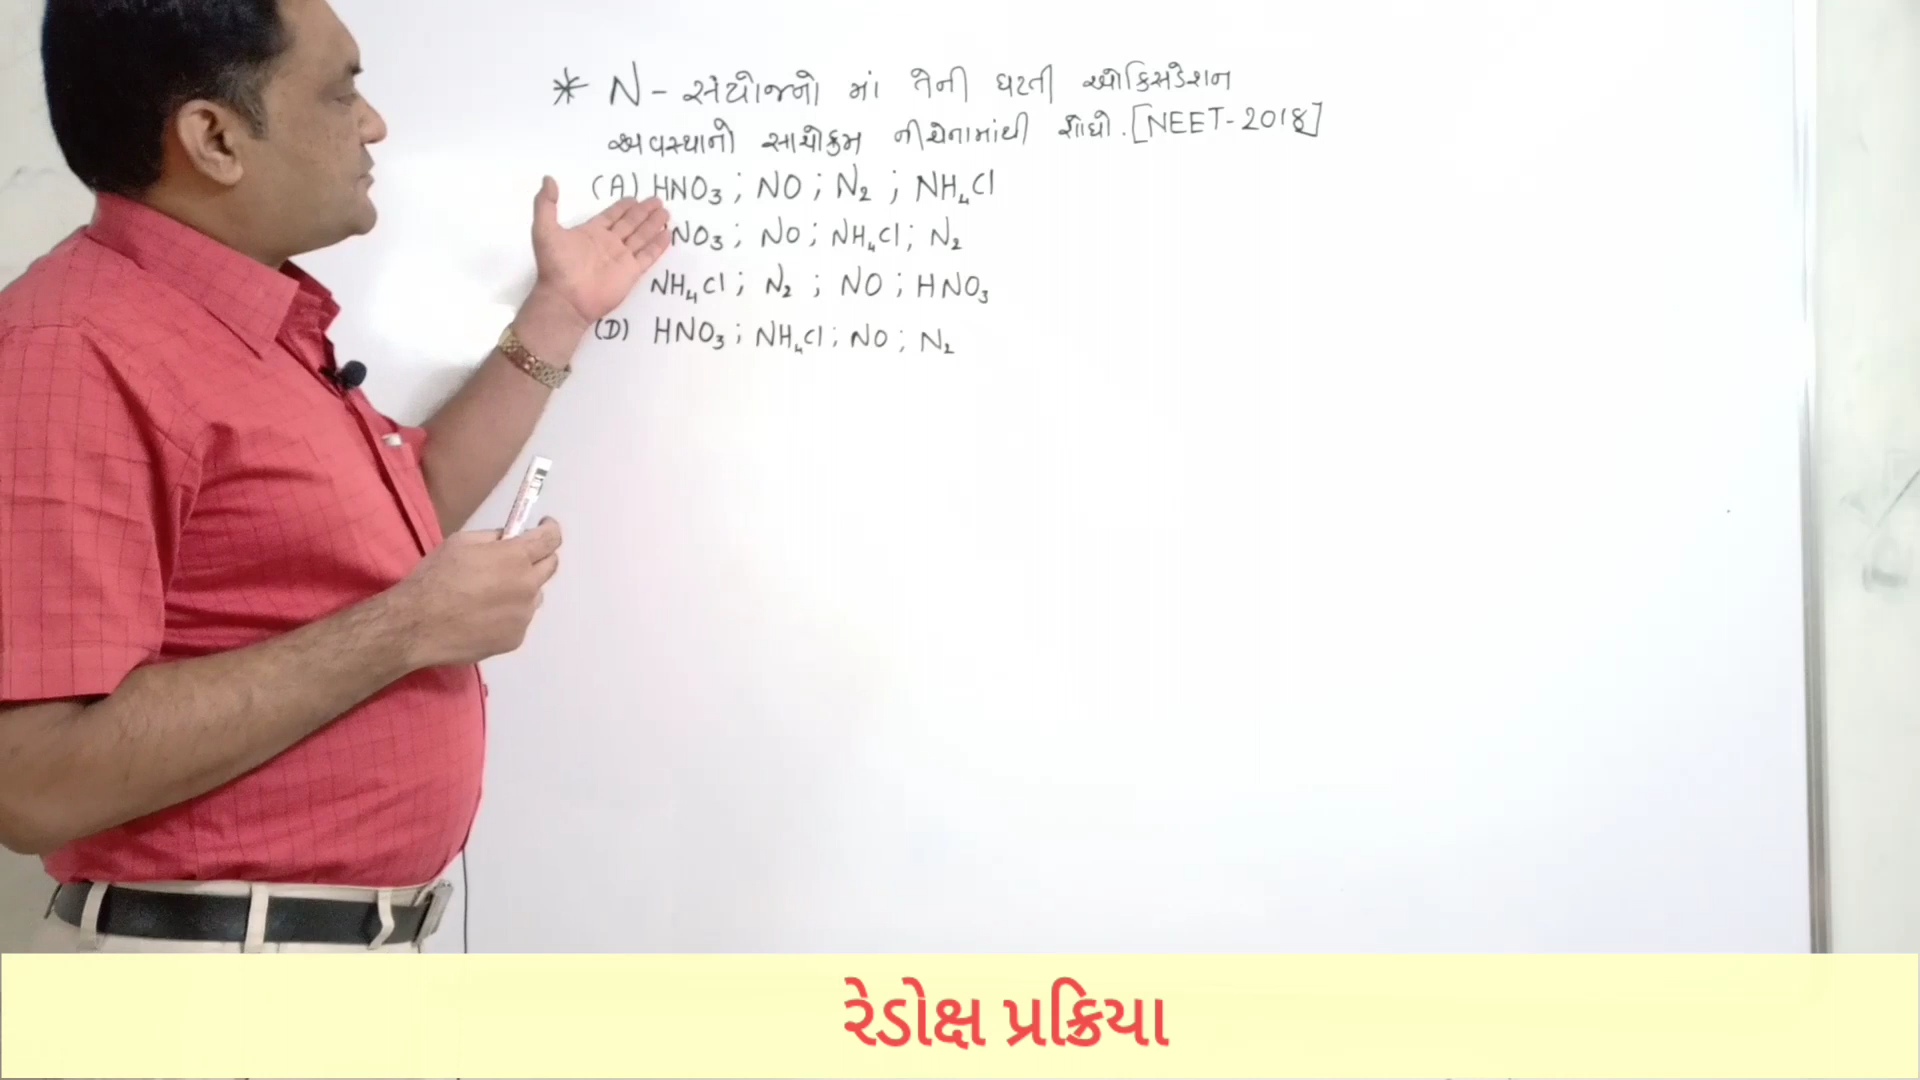 * N - સંયોજનો માં તેની ઘટતી ઓકિસડેશન
અવસ્થાનો સાચોક્રમ નીચેનામાંથી શોધો. [NEET-2018]
(A) HNO₃ ; NO ; N₂ ; NH₄Cl
NO₃ ; NO ; NH₄Cl ; N₂
NH₄Cl ; N₂ ; NO ; HNO₃
(D) HNO₃ ; NH₄Cl ; NO ; N₂
રેડોક્ષ પ્રક્રિયા